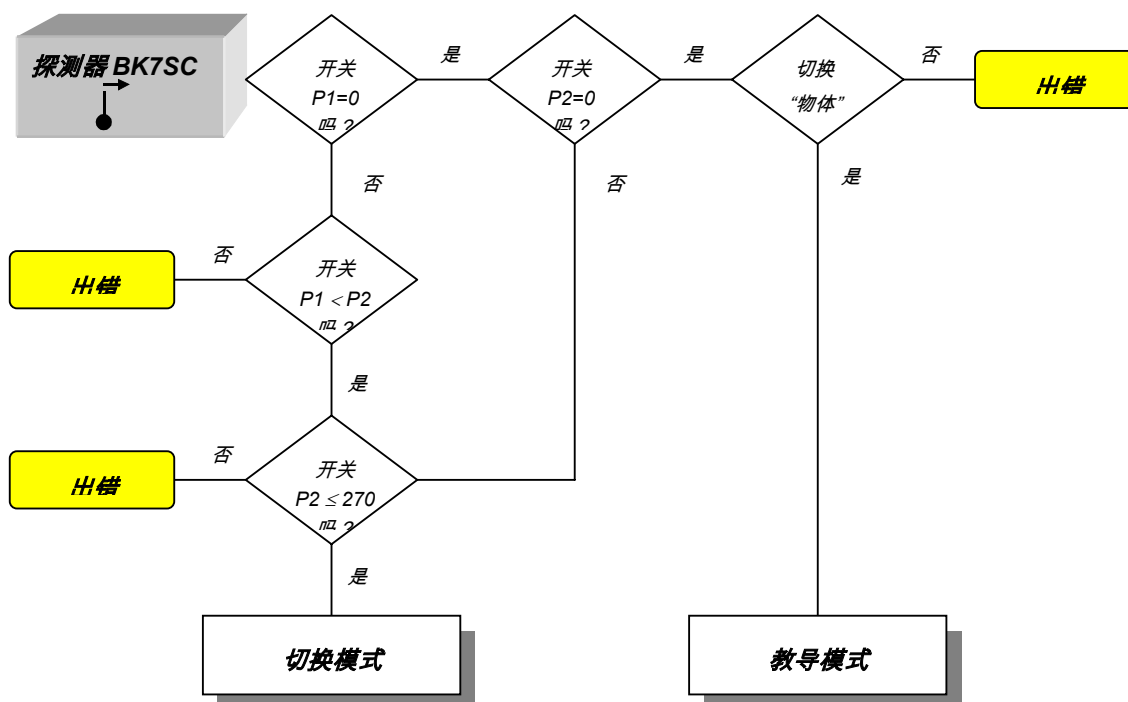 探测器 BK7SC
开关
P1=0
吗？
是
开关
P2=0
吗？
是
切换
“物体”
否
出错
否
否
是
出错
否
开关
P1 < P2
吗？
是
出错
否
开关
P2 ≤ 270
吗？
是
切换模式
教导模式